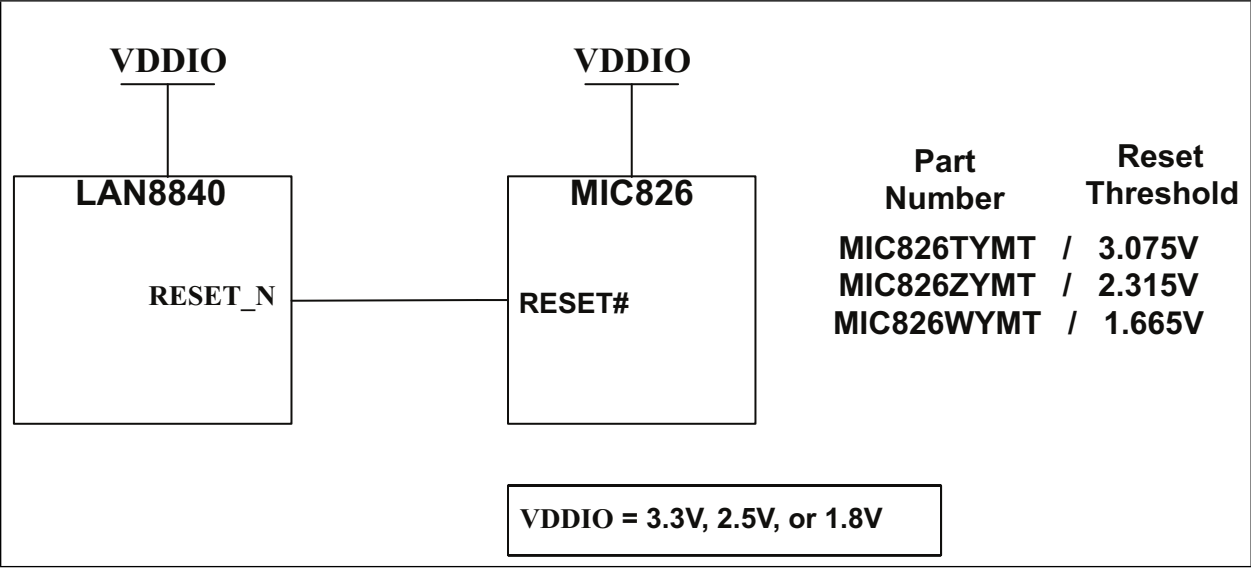 VDDIO
VDDIO
LAN8840
MIC826
RESET_N
RESET#
Part Number
Reset Threshold
MIC826TYMT / 3.075V
MIC826ZYMT / 2.315V
MIC826WYMT / 1.665V
VDDIO = 3.3V, 2.5V, or 1.8V